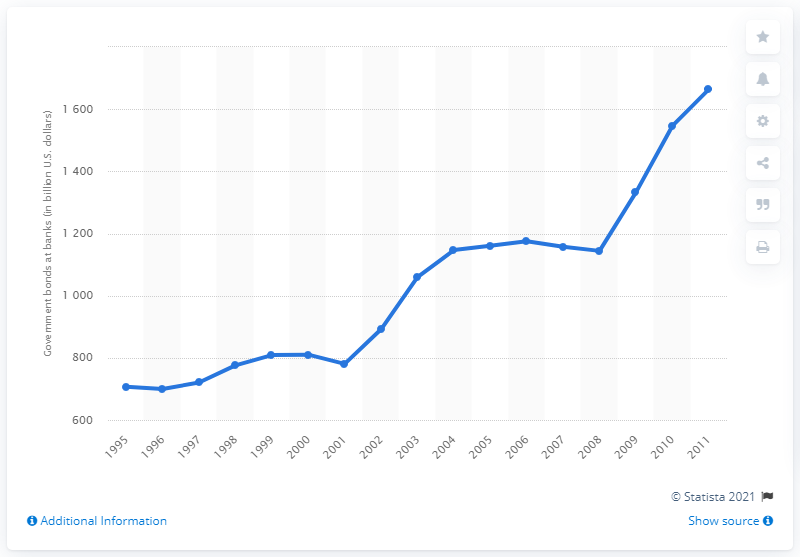 Government bonds at banks (in billion U.S. dollars)
1 600
1 400
1 200
1 000
800
600
1995 1996 1997 1998 1999 2000 2001 2002 2003 2004 2005 2006 2007 2008 2009 2010 2011
© Statista 2021
Additional Information Show source